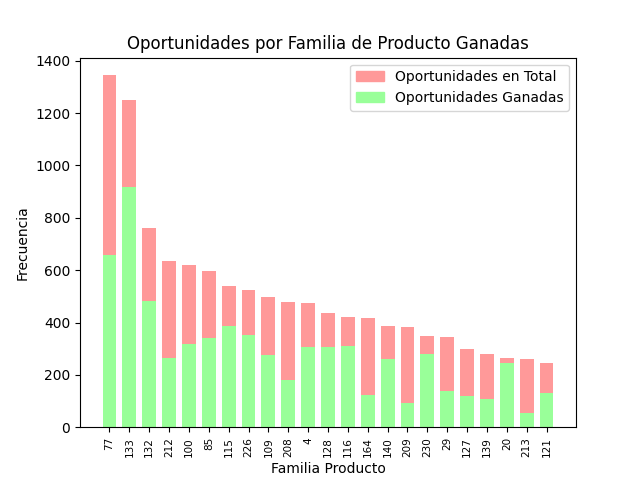 Oportunidades por Familia de Producto Ganadas
Oportunidades en Total
Oportunidades Ganadas
1400
1200
1000
800
600
400
200
0
Frecuencia
77 133 132 212 100 85 115 226 109 208 4 128 116 164 140 209 230 29 127 139 20 213 121
Familia Producto